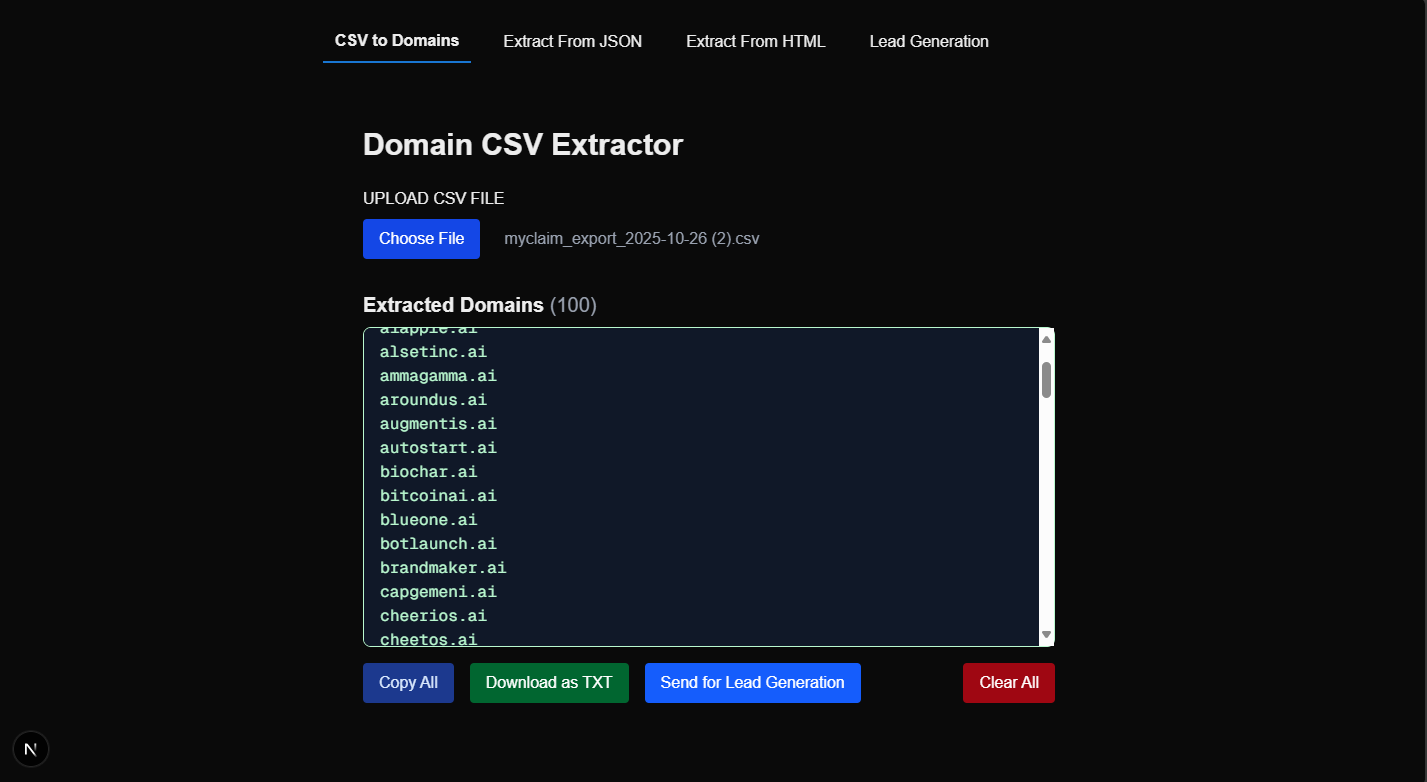 CSV to Domains Extract From JSON Extract From HTML Lead Generation
Domain CSV Extractor
UPLOAD CSV FILE
Choose File myclaim_export_2025-10-26 (2).csv
Extracted Domains (100)
alsetinc.ai
ammagamma.ai
aroundus.ai
augmentis.ai
autostart.ai
biochar.ai
bitcoinai.ai
blueone.ai
botlaunch.ai
brandmaker.ai
capgemeni.ai
cheerios.ai
cheetos.ai
Copy All Download as TXT Send for Lead Generation Clear All
N